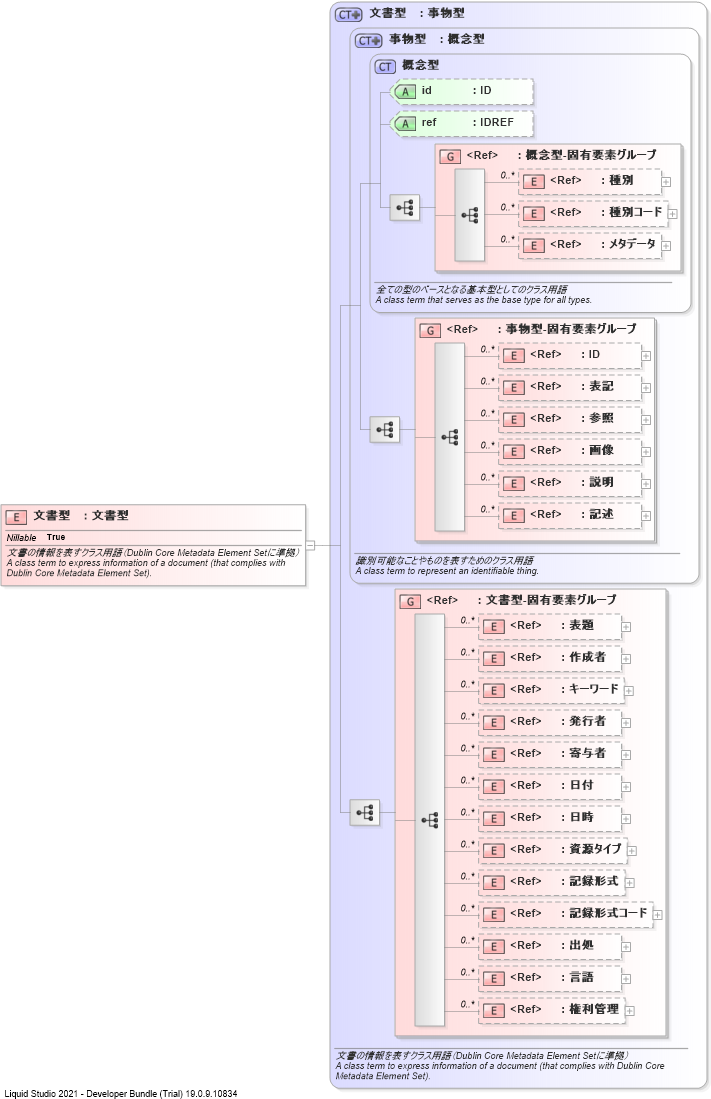 CT 文書型 : 事物型
CT 事物型 : 概念型
CT 概念型
A id : ID
A ref : IDREF
G <Ref> : 概念型-固有要素グループ
0..* E <Ref> : 種別
0..* E <Ref> : 種別コード
0..* E <Ref> : メタデータ
全ての型のベースとなる基本型としてのクラス用語
A class term that serves as the base type for all types.
G <Ref> : 事物型-固有要素グループ
0..* E <Ref> : ID
0..* E <Ref> : 表記
0..* E <Ref> : 参照
0..* E <Ref> : 画像
0..* E <Ref> : 説明
0..* E <Ref> : 記述
識別可能なことやものを表すためのクラス用語
A class term to represent an identifiable thing.
E 文書型 : 文書型
Nillable True
文書の情報を表すクラス用語(Dublin Core Metadata Element Setに準拠)
A class term to express information of a document (that complies with
Dublin Core Metadata Element Set).
G <Ref> : 文書型-固有要素グループ
0..* E <Ref> : 表題
0..* E <Ref> : 作成者
0..* E <Ref> : キーワード
0..* E <Ref> : 発行者
0..* E <Ref> : 寄与者
0..* E <Ref> : 日付
0..* E <Ref> : 日時
0..* E <Ref> : 資源タイプ
0..* E <Ref> : 記録形式
0..* E <Ref> : 記録形式コード
0..* E <Ref> : 出処
0..* E <Ref> : 言語
0..* E <Ref> : 権利管理
文書の情報を表すクラス用語(Dublin Core Metadata Element Setに準拠)
A class term to express information of a document (that complies with Dublin Core
Metadata Element Set).
Liquid Studio 2021 - Developer Bundle (Trial) 19.0.9.10834